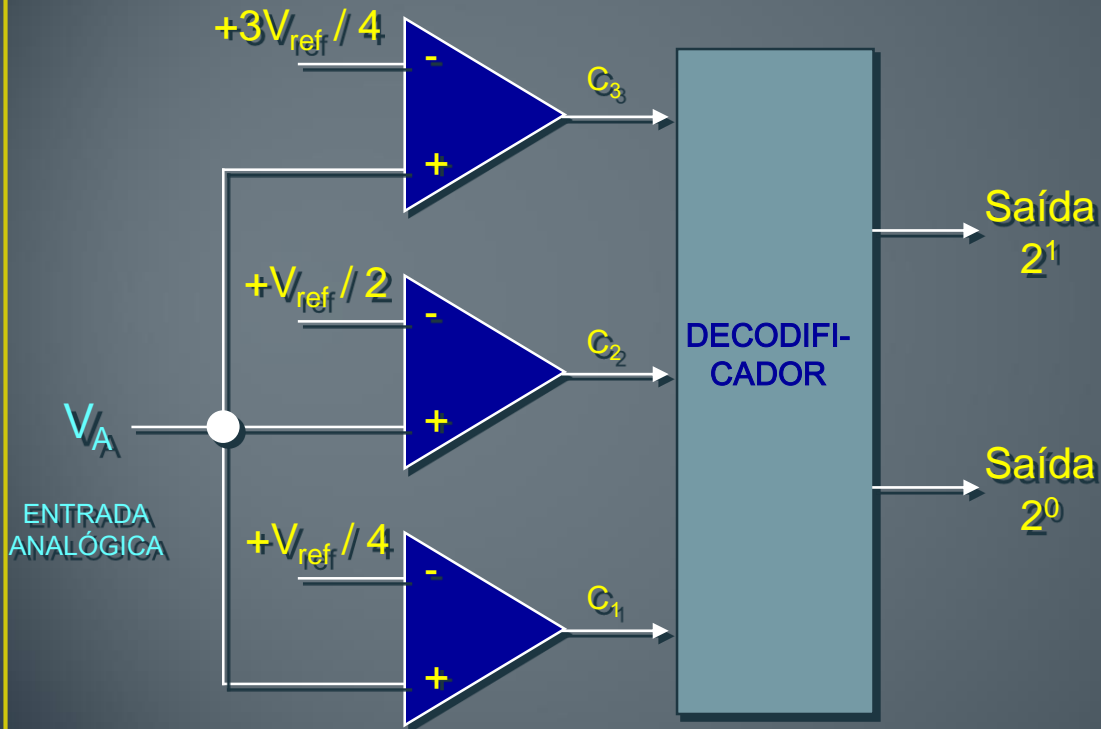 +3Vref / 4
-
C3
+
Saída
2¹
+Vref / 2
-
C2
DECODIFI-
CADOR
VA
+
Saída
2⁰
ENTRADA
ANALÓGICA
+Vref / 4
-
C1
+